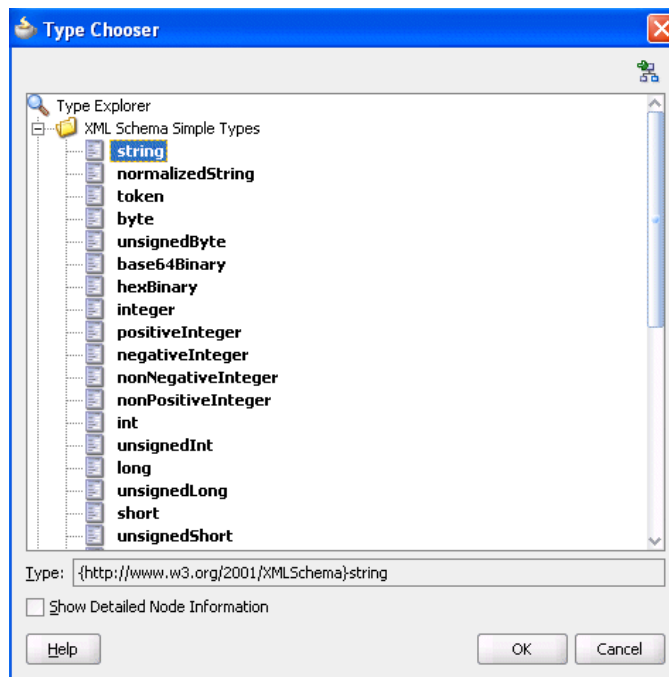 Type Chooser
Type Explorer
XML Schema Simple Types
string
normalizedString
token
byte
unsignedByte
base64Binary
hexBinary
integer
positiveInteger
negativeInteger
nonNegativeInteger
nonPositiveInteger
int
unsignedInt
long
unsignedLong
short
unsignedShort
Type: {http://www.w3.org/2001/XMLSchema}string
Show Detailed Node Information
Help OK Cancel